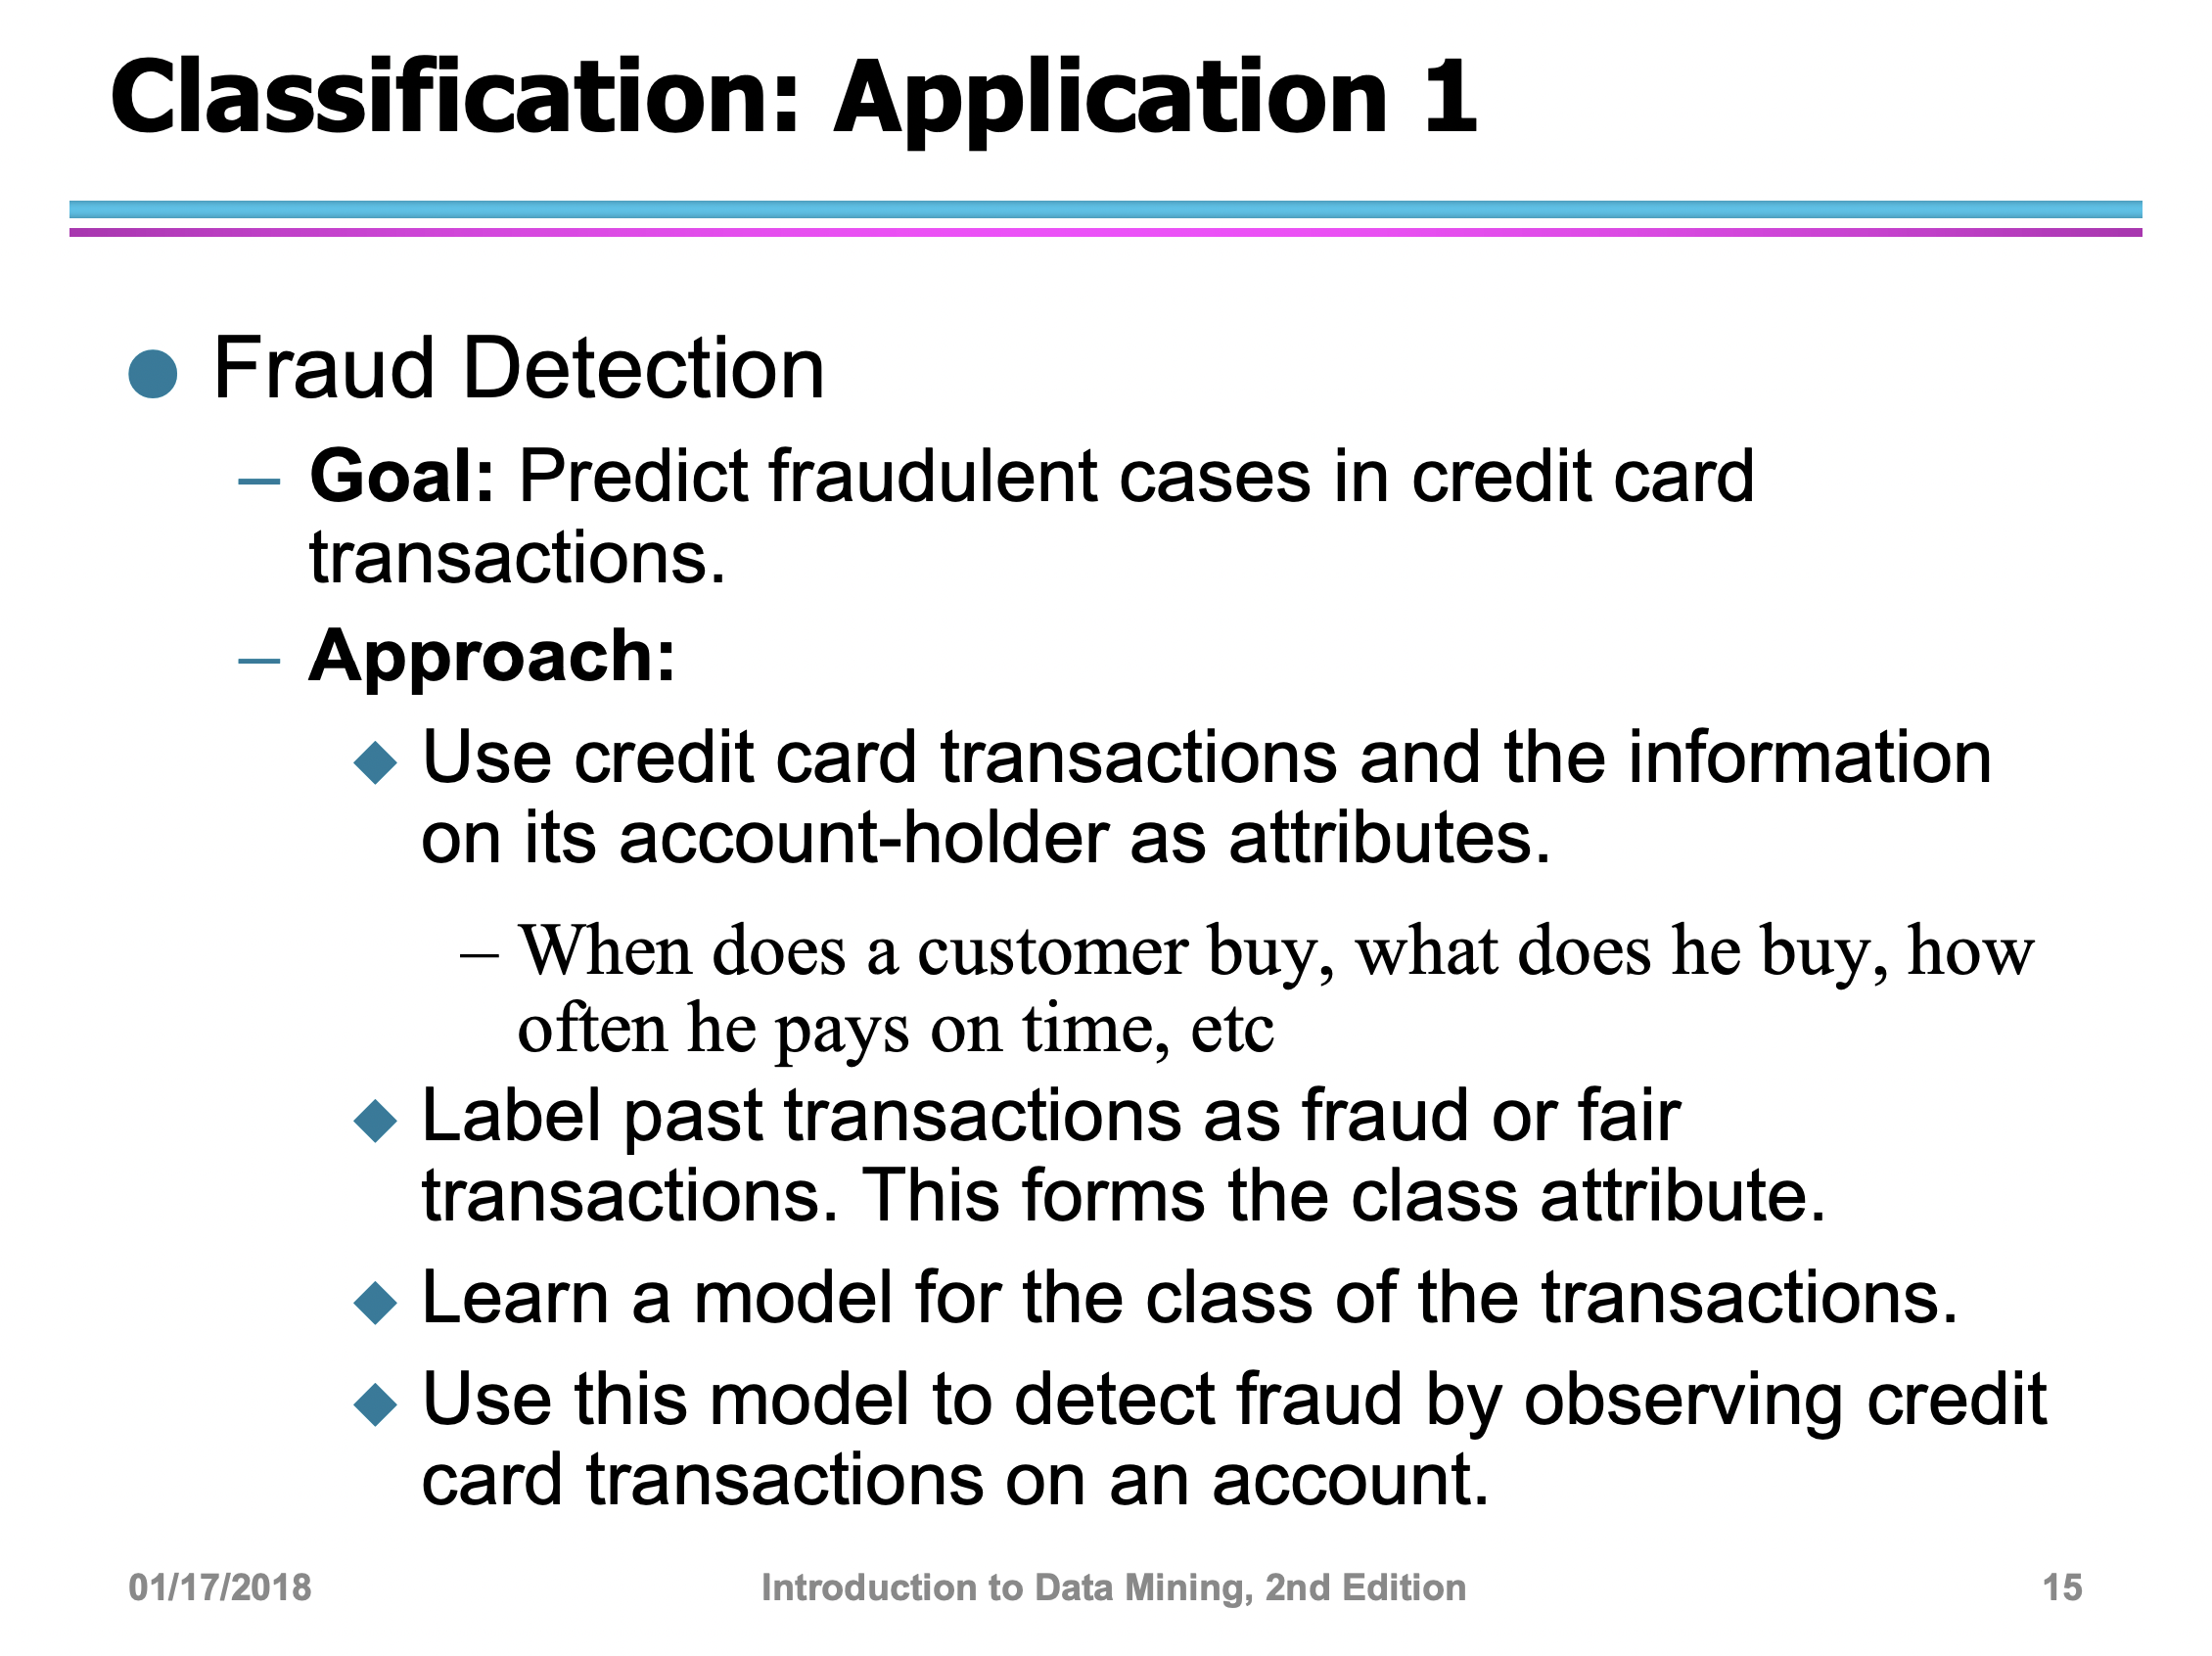 Classification: Application 1
Fraud Detection
– Goal: Predict fraudulent cases in credit card
transactions.
– Approach:
Use credit card transactions and the information
on its account-holder as attributes.
– When does a customer buy, what does he buy, how
often he pays on time, etc
Label past transactions as fraud or fair
transactions. This forms the class attribute.
Learn a model for the class of the transactions.
Use this model to detect fraud by observing credit
card transactions on an account.
01/17/2018 Introduction to Data Mining, 2nd Edition 15